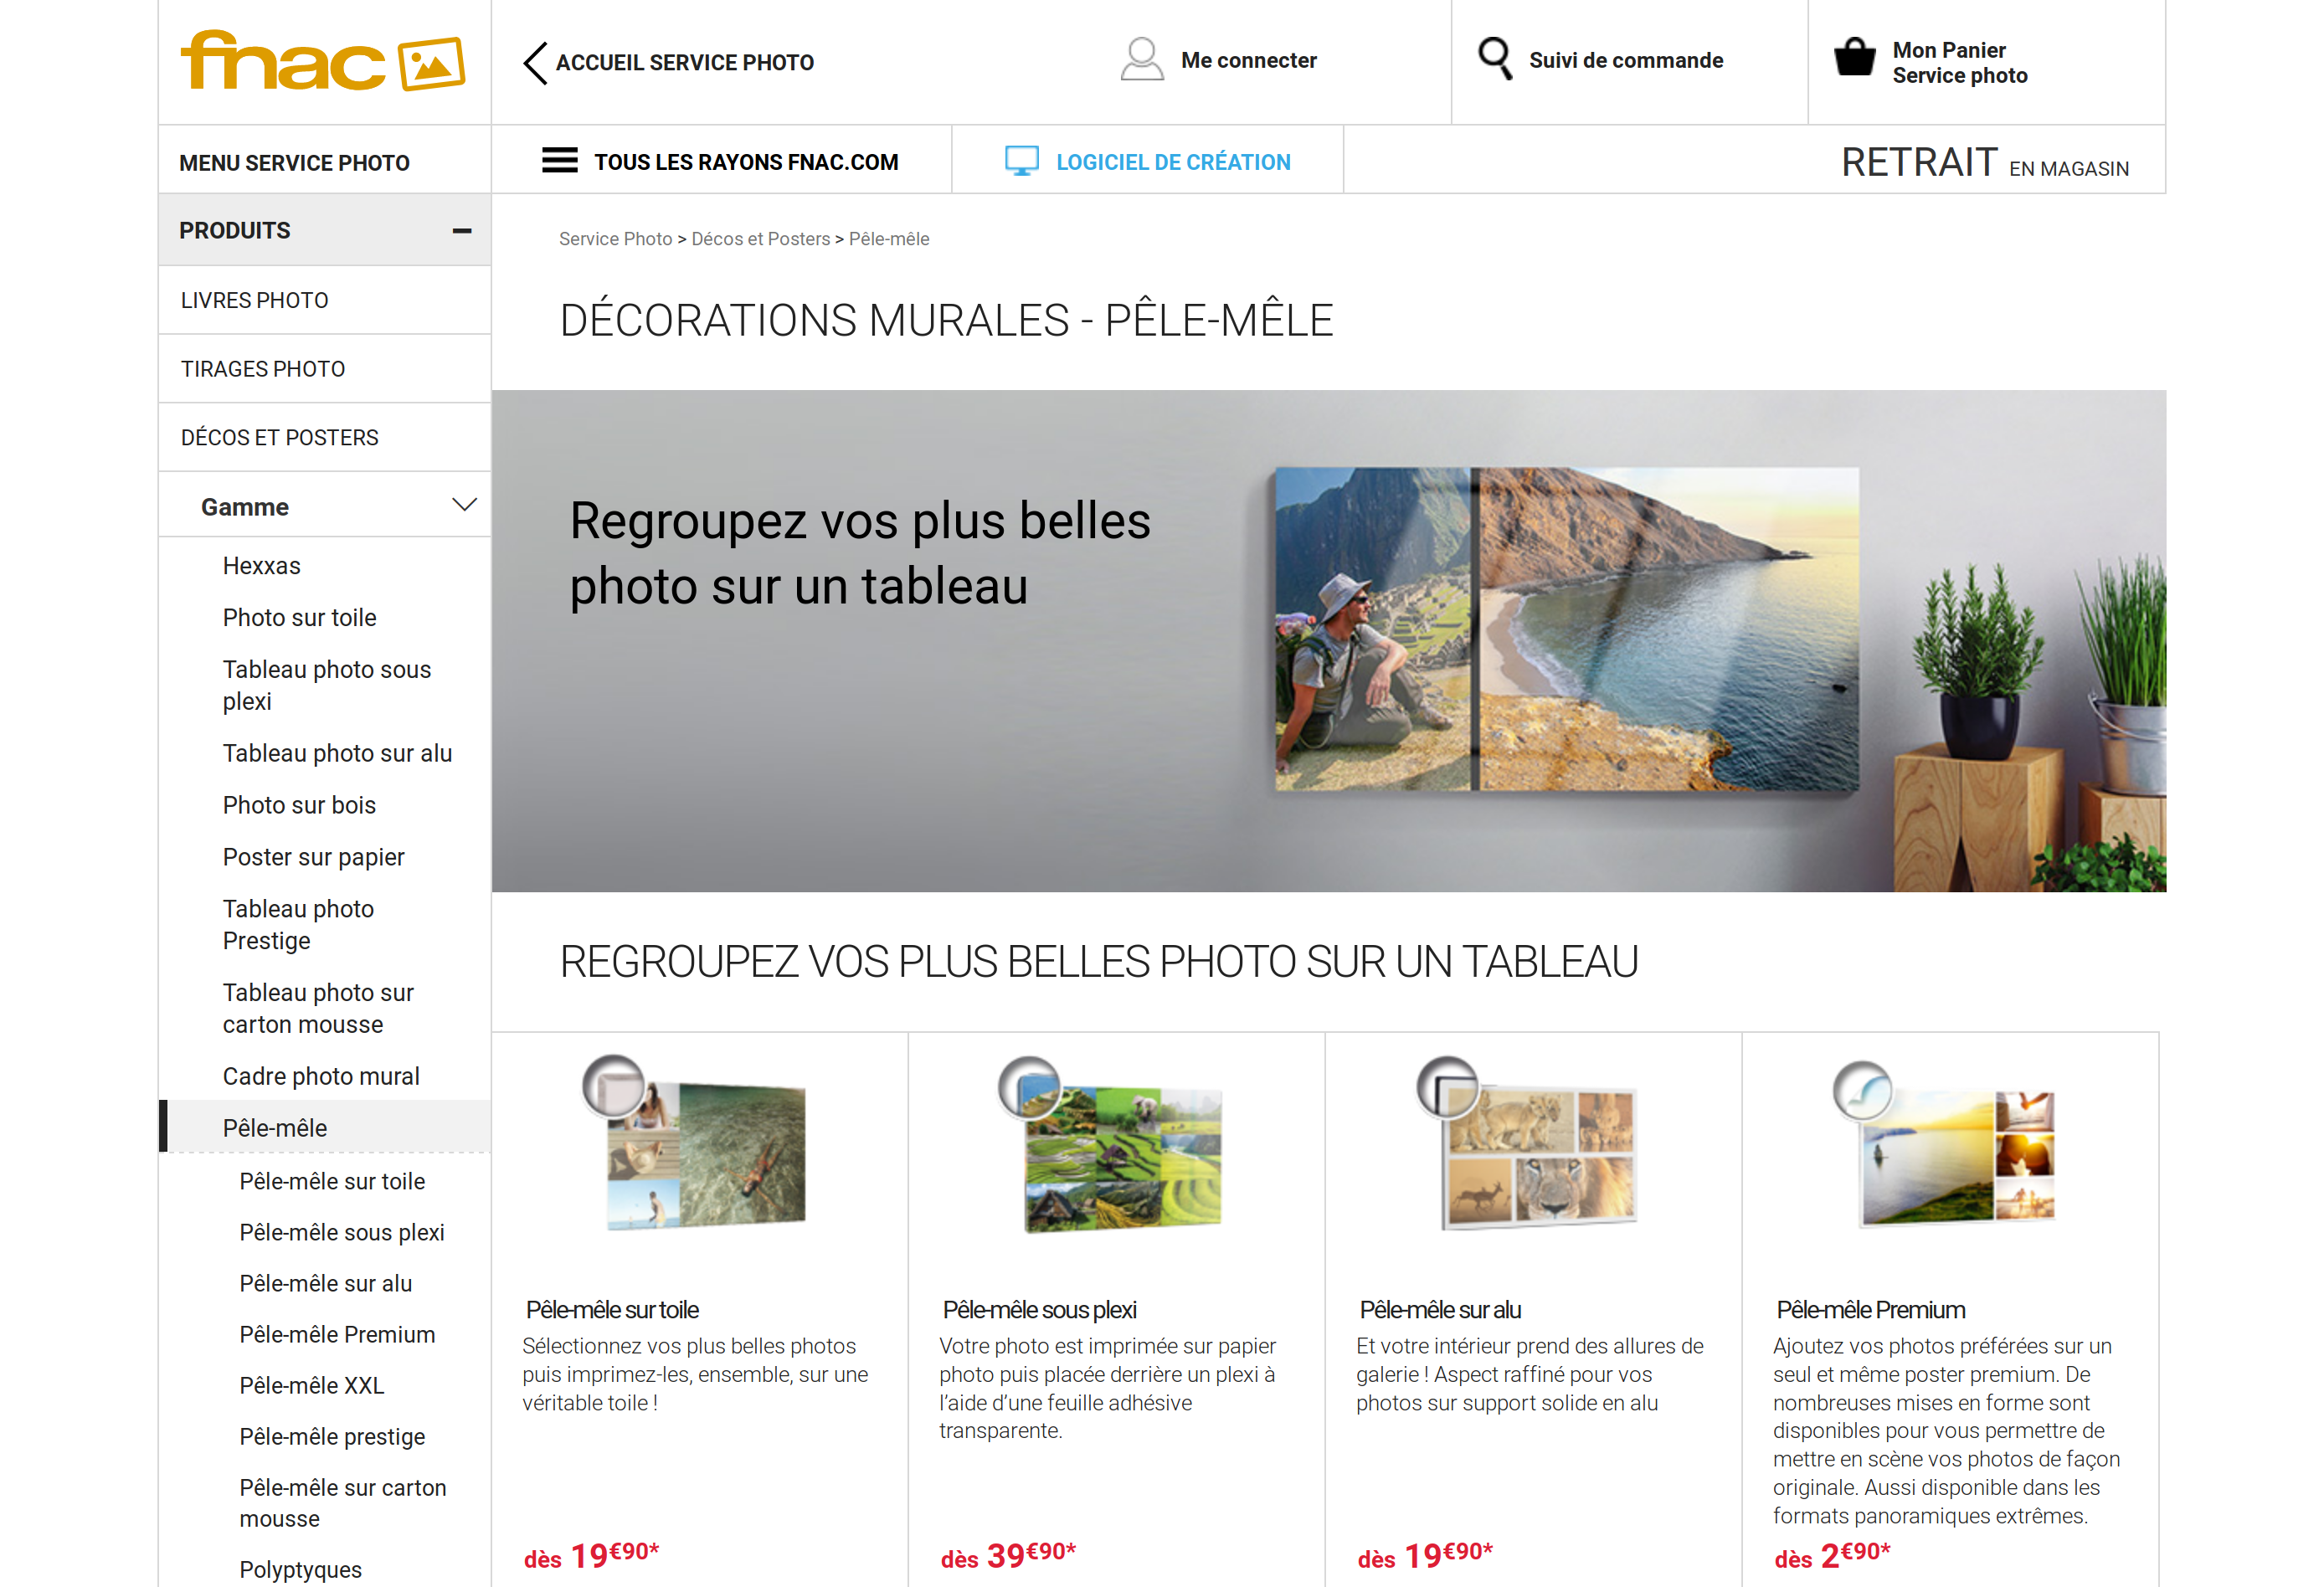 fnac
ACCUEIL SERVICE PHOTO
Me connecter
Suivi de commande
Mon Panier
Service photo
MENU SERVICE PHOTO
TOUS LES RAYONS FNAC.COM
LOGICIEL DE CRÉATION
RETRAIT EN MAGASIN
PRODUITS
LIVRES PHOTO
TIRAGES PHOTO
DÉCOS ET POSTERS
Gamme
Hexxas
Photo sur toile
Tableau photo sous
plexi
Tableau photo sur alu
Photo sur bois
Poster sur papier
Tableau photo
Prestige
Tableau photo sur
carton mousse
Cadre photo mural
Pêle-mêle
Pêle-mêle sur toile
Pêle-mêle sous plexi
Pêle-mêle sur alu
Pêle-mêle Premium
Pêle-mêle XXL
Pêle-mêle prestige
Pêle-mêle sur carton
mousse
Polyptyques
Service Photo > Décos et Posters > Pêle-mêle
DÉCORATIONS MURALES - PÊLE-MÊLE
Regroupez vos plus belles
photo sur un tableau
REGROUPEZ VOS PLUS BELLES PHOTO SUR UN TABLEAU
Pêle-mêle sur toile
Sélectionnez vos plus belles photos
puis imprimez-les, ensemble, sur une
véritable toile !
dès 19€90*
Pêle-mêle sous plexi
Votre photo est imprimée sur papier
photo puis placée derrière un plexi à
l’aide d’une feuille adhésive
transparente.
dès 39€90*
Pêle-mêle sur alu
Et votre intérieur prend des allures de
galerie ! Aspect raffiné pour vos
photos sur support solide en alu
dès 19€90*
Pêle-mêle Premium
Ajoutez vos photos préférées sur un
seul et même poster premium. De
nombreuses mises en forme sont
disponibles pour vous permettre de
mettre en scène vos photos de façon
originale. Aussi disponible dans les
formats panoramiques extrêmes.
dès 2€90*